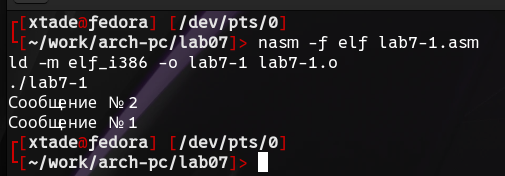 [xtade@fedora] [/dev/pts/0]
[~/work/arch-pc/lab07]> nasm -f elf lab7-1.asm
ld -m elf_i386 -o lab7-1 lab7-1.o
./lab7-1
Сообщение № 2
Сообщение № 1
[xtade@fedora] [/dev/pts/0]
[~/work/arch-pc/lab07]>